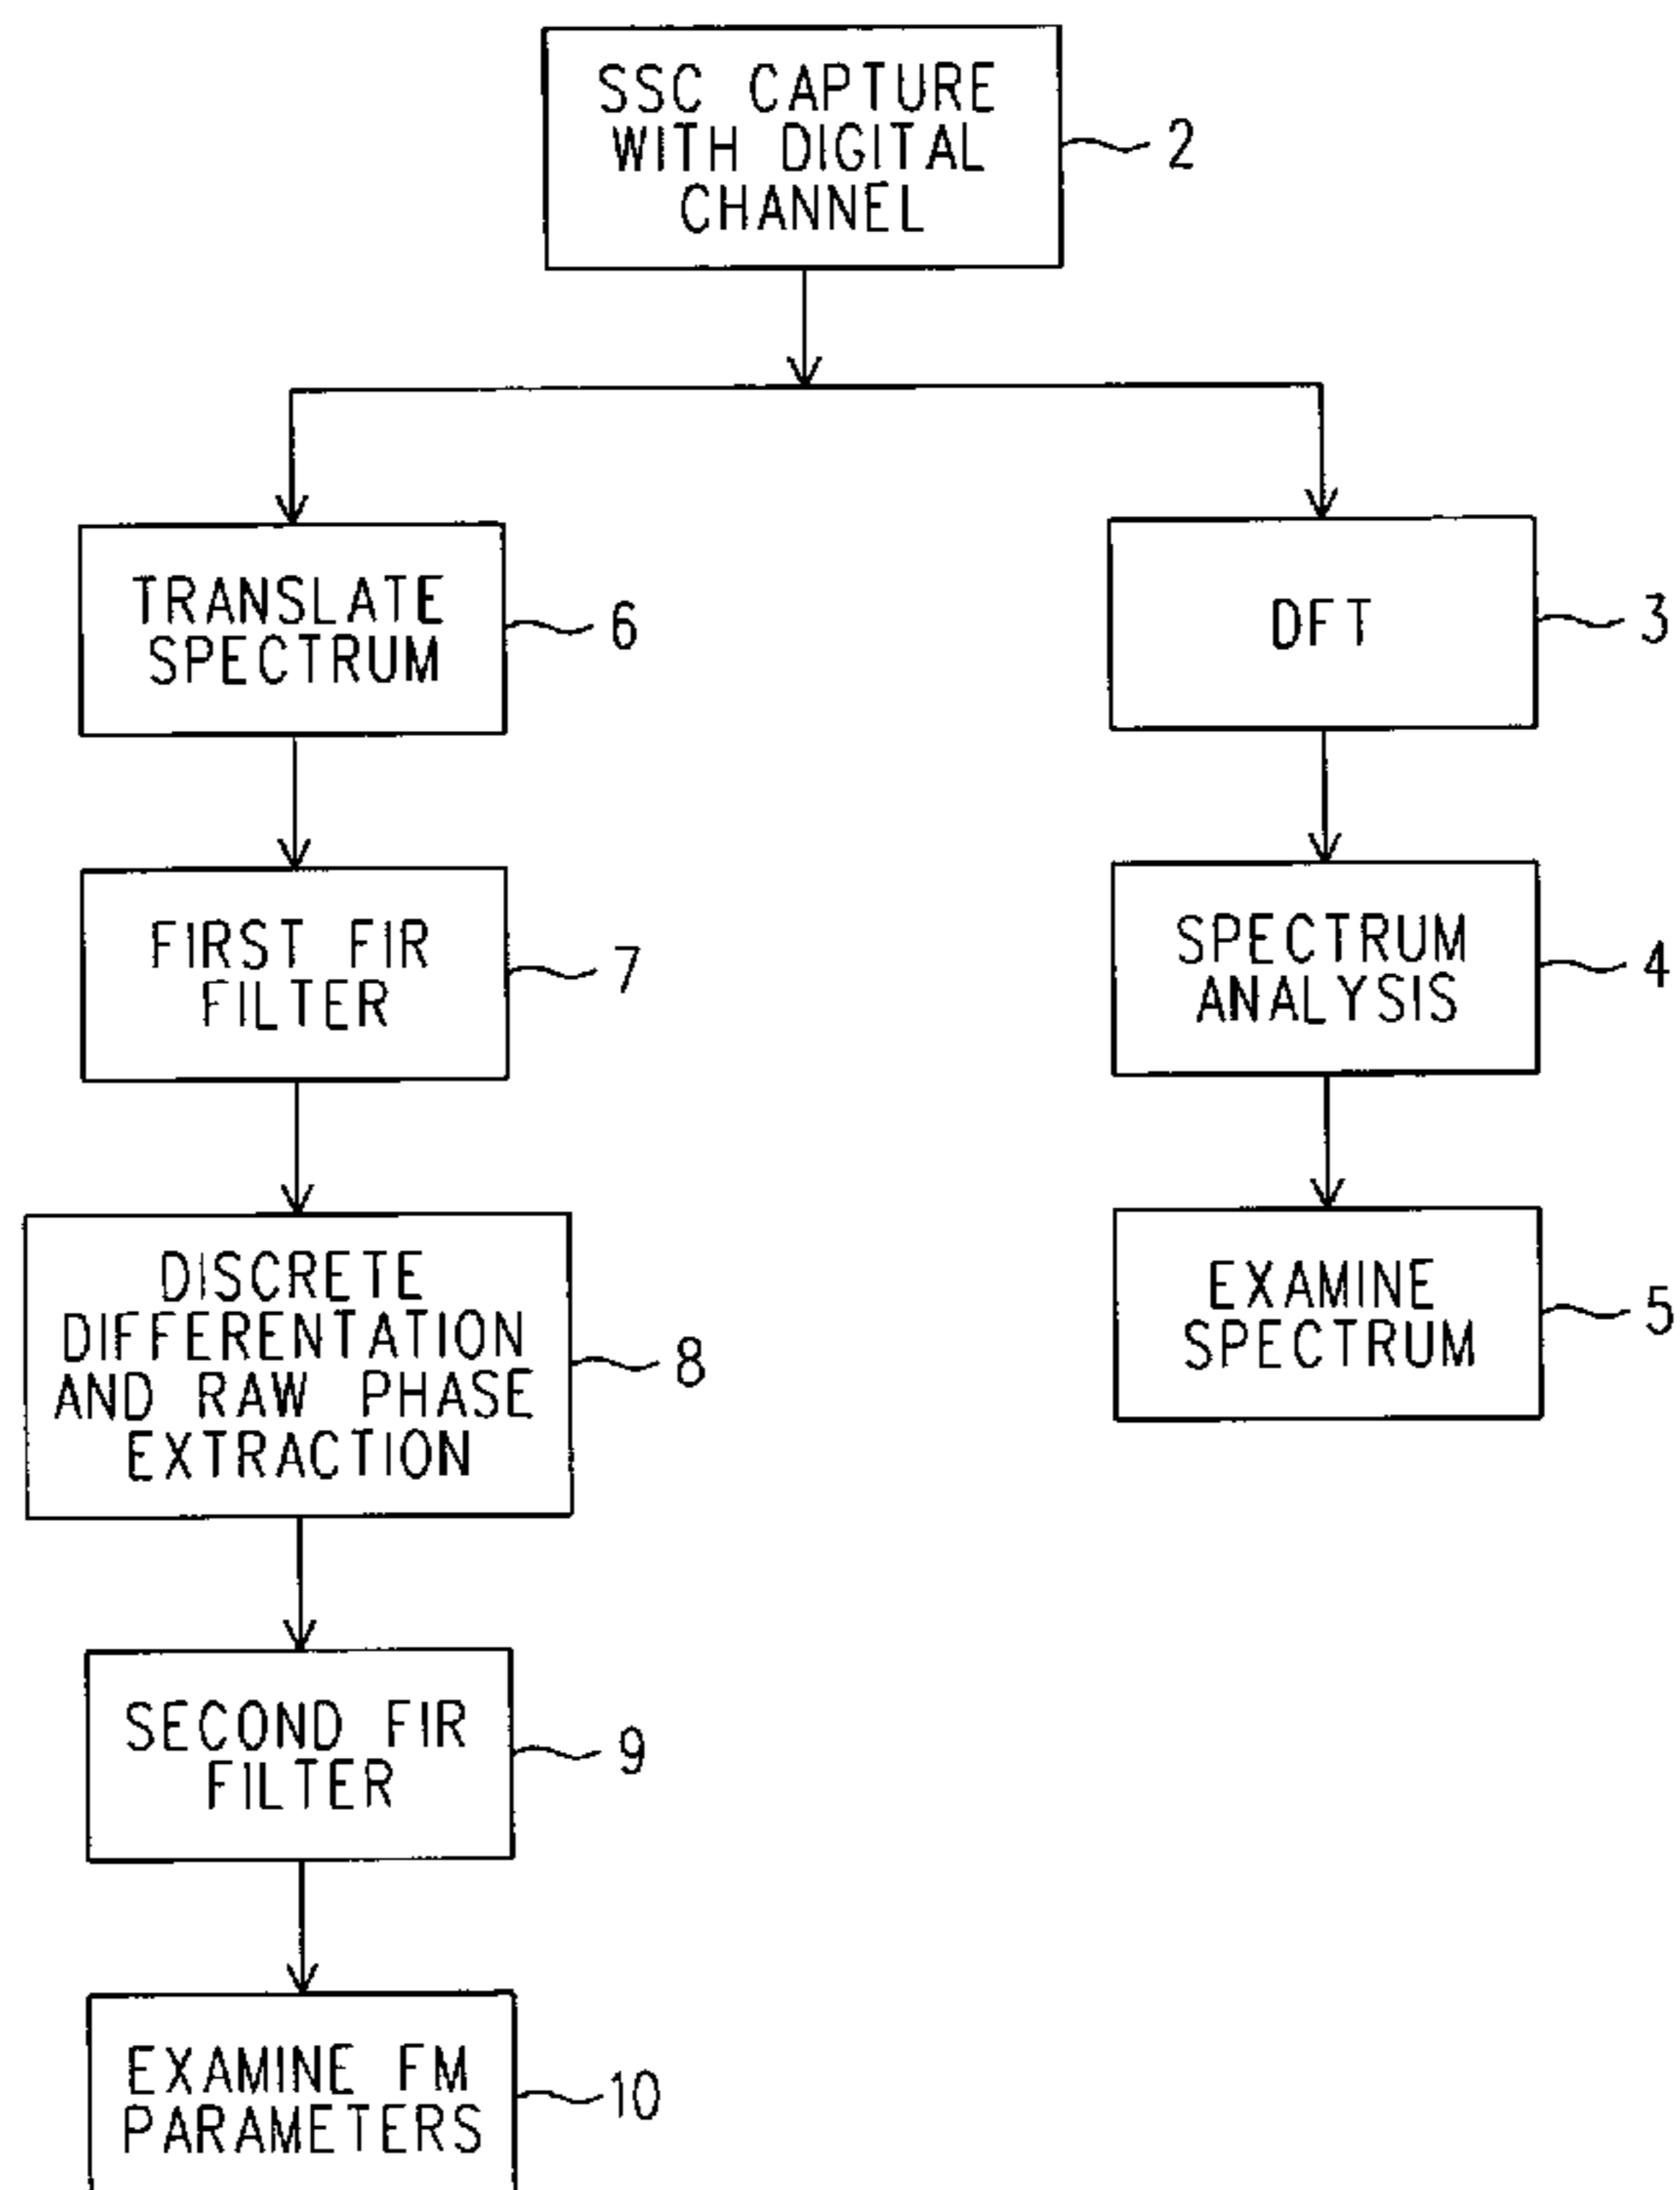 SSC CAPTURE
WITH DIGITAL
CHANNEL
2
TRANSLATE
SPECTRUM
6
DFT
3
FIRST FIR
FILTER
7
SPECTRUM
ANALYSIS
4
DISCRETE
DIFFERENTATION
AND RAW PHASE
EXTRACTION
8
EXAMINE
SPECTRUM
5
SECOND FIR
FILTER
9
EXAMINE FM
PARAMETERS
10